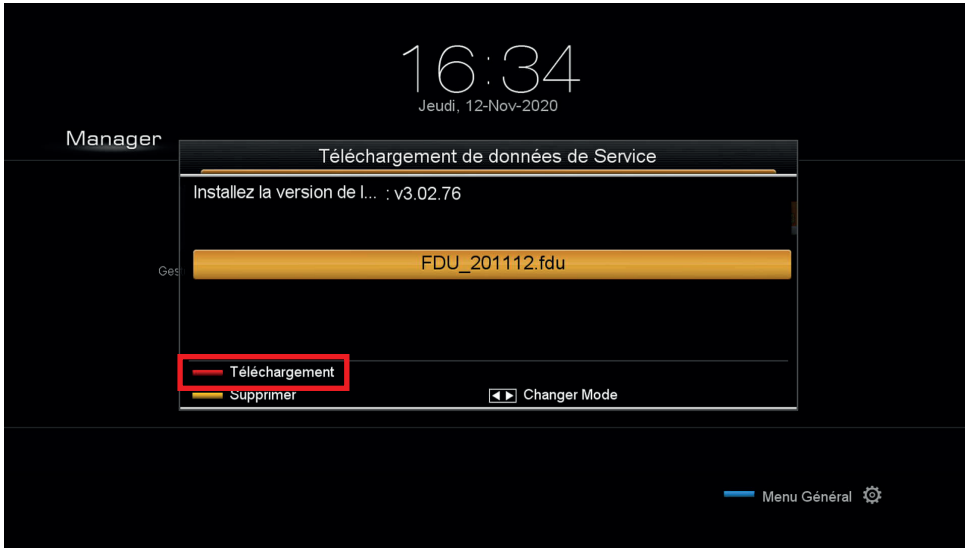 16:34
Jeudi, 12-Nov-2020
Manager
Téléchargement de données de Service
Installez la version de l... : v3.02.76
Ges
FDU_201112.fdu
Téléchargement
Supprimer
Changer Mode
Menu Général